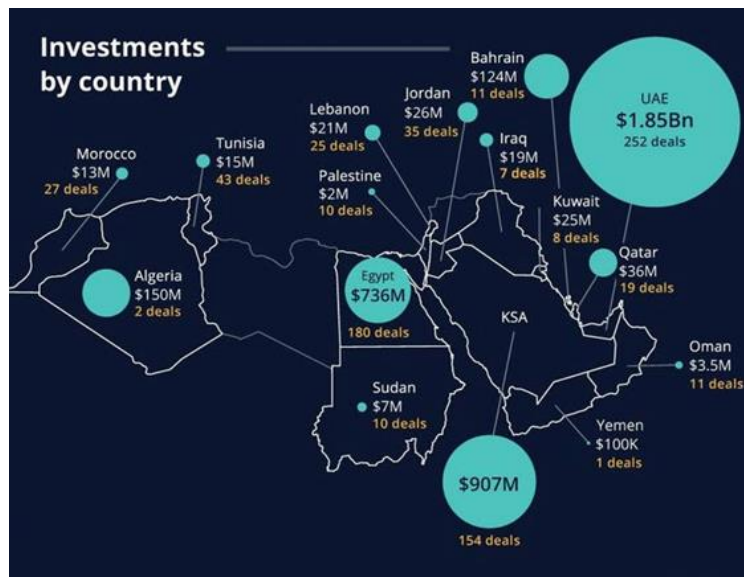 Investments
by country
Morocco
$13M
27 deals
Tunisia
$15M
43 deals
Lebanon
$21M
25 deals
Palestine
$2M
10 deals
Jordan
$26M
35 deals
Bahrain
$124M
11 deals
Iraq
$19M
7 deals
UAE
$1.85Bn
252 deals
Kuwait
$25M
8 deals
Qatar
$36M
19 deals
Algeria
$150M
2 deals
Egypt
$736M
180 deals
KSA
$907M
154 deals
Sudan
$7M
10 deals
Oman
$3.5M
11 deals
Yemen
$100K
1 deals